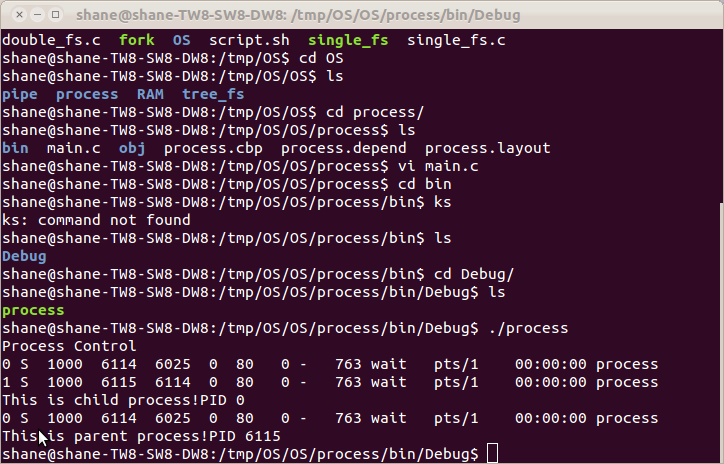 shane@shane-TW8-SW8-DW8: /tmp/OS/OS/process/bin/Debug
double_fs.c  fork  OS  script.sh  single_fs  single_fs.c
shane@shane-TW8-SW8-DW8:/tmp/OS$ cd OS
shane@shane-TW8-SW8-DW8:/tmp/OS/OS$ ls
pipe  process  RAM  tree_fs
shane@shane-TW8-SW8-DW8:/tmp/OS/OS$ cd process/
shane@shane-TW8-SW8-DW8:/tmp/OS/OS/process$ ls
bin  main.c  obj  process.cbp  process.depend  process.layout
shane@shane-TW8-SW8-DW8:/tmp/OS/OS/process$ vi main.c
shane@shane-TW8-SW8-DW8:/tmp/OS/OS/process$ cd bin
shane@shane-TW8-SW8-DW8:/tmp/OS/OS/process/bin$ ks
ks: command not found
shane@shane-TW8-SW8-DW8:/tmp/OS/OS/process/bin$ ls
Debug
shane@shane-TW8-SW8-DW8:/tmp/OS/OS/process/bin$ cd Debug/
shane@shane-TW8-SW8-DW8:/tmp/OS/OS/process/bin/Debug$ ls
process
shane@shane-TW8-SW8-DW8:/tmp/OS/OS/process/bin/Debug$ ./process
Process Control
0 S  1000  6114  6025  0  80   0 -   763 wait   pts/1    00:00:00 process
1 S  1000  6115  6114  0  80   0 -   763 wait   pts/1    00:00:00 process
This is child process!PID 0
0 S  1000  6114  6025  0  80   0 -   763 wait   pts/1    00:00:00 process
This is parent process!PID 6115
shane@shane-TW8-SW8-DW8:/tmp/OS/OS/process/bin/Debug$